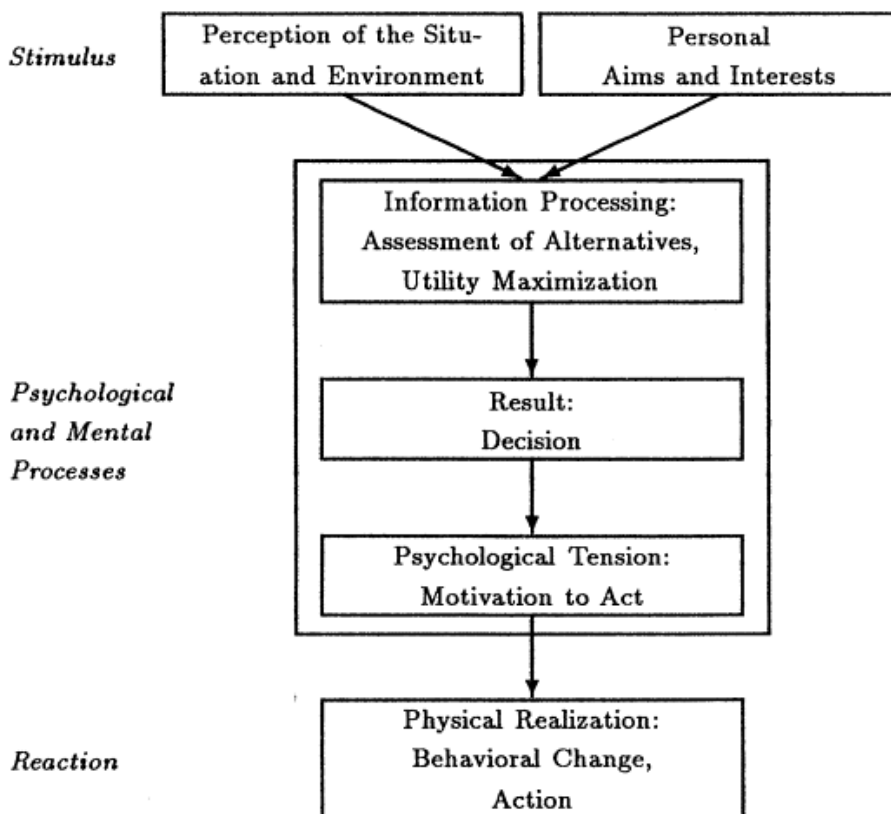 Stimulus
Perception of the Situ-
ation and Environment
Personal
Aims and Interests
Information Processing:
Assessment of Alternatives,
Utility Maximization
Psychological
and Mental
Processes
Result:
Decision
Psychological Tension:
Motivation to Act
Reaction
Physical Realization:
Behavioral Change,
Action